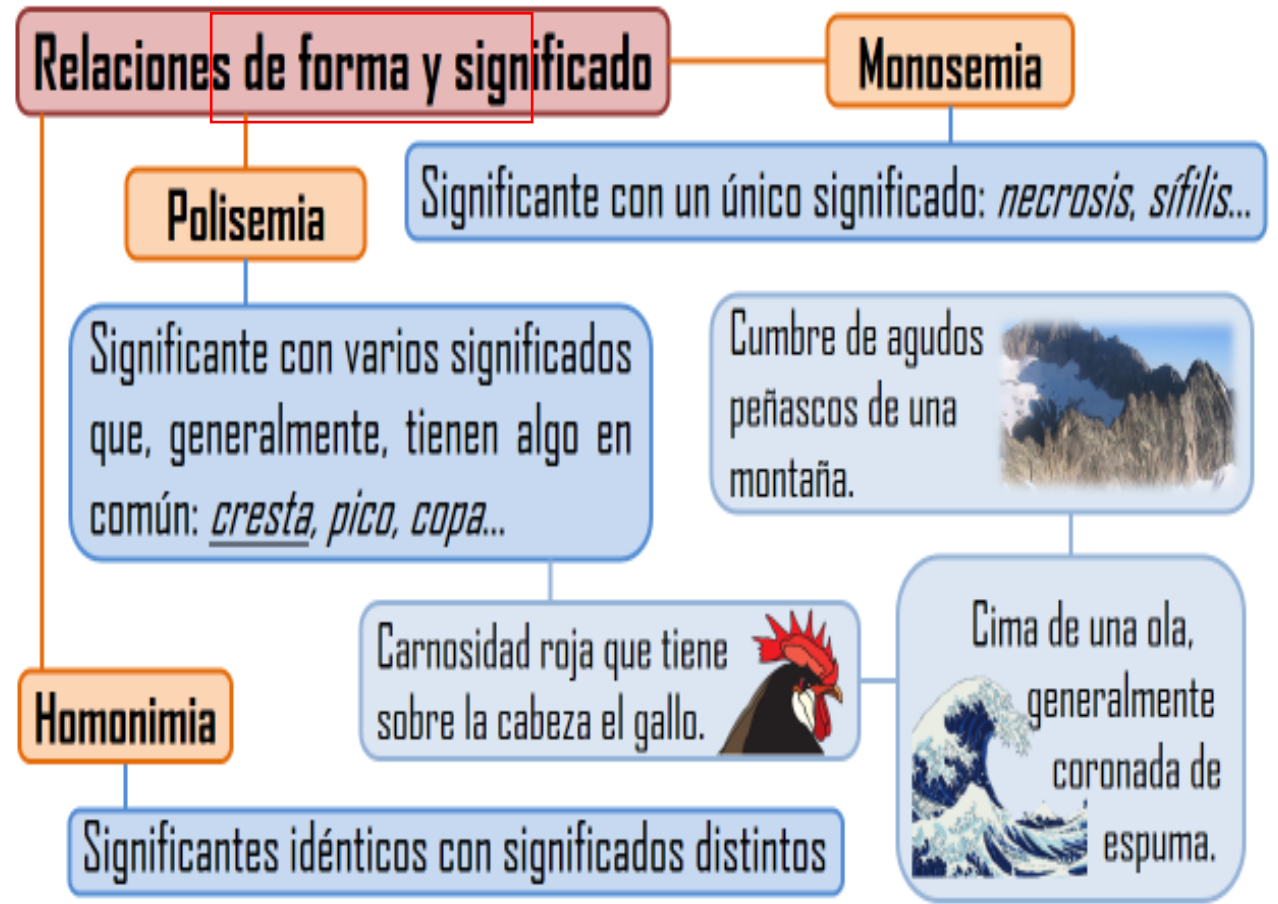 Relaciones de forma y significado
Monosemia
Significante con un único significado: necrosis, sífilis...
Polisemia
Significante con varios significados
que, generalmente, tienen algo en
común: cresta, pico, copa...
Cumbre de agudos
peñascos de una
montaña.
Carnosidad roja que tiene
sobre la cabeza el gallo.
Cima de una ola,
generalmente
coronada de
espuma.
Homonimia
Significantes idénticos con significados distintos